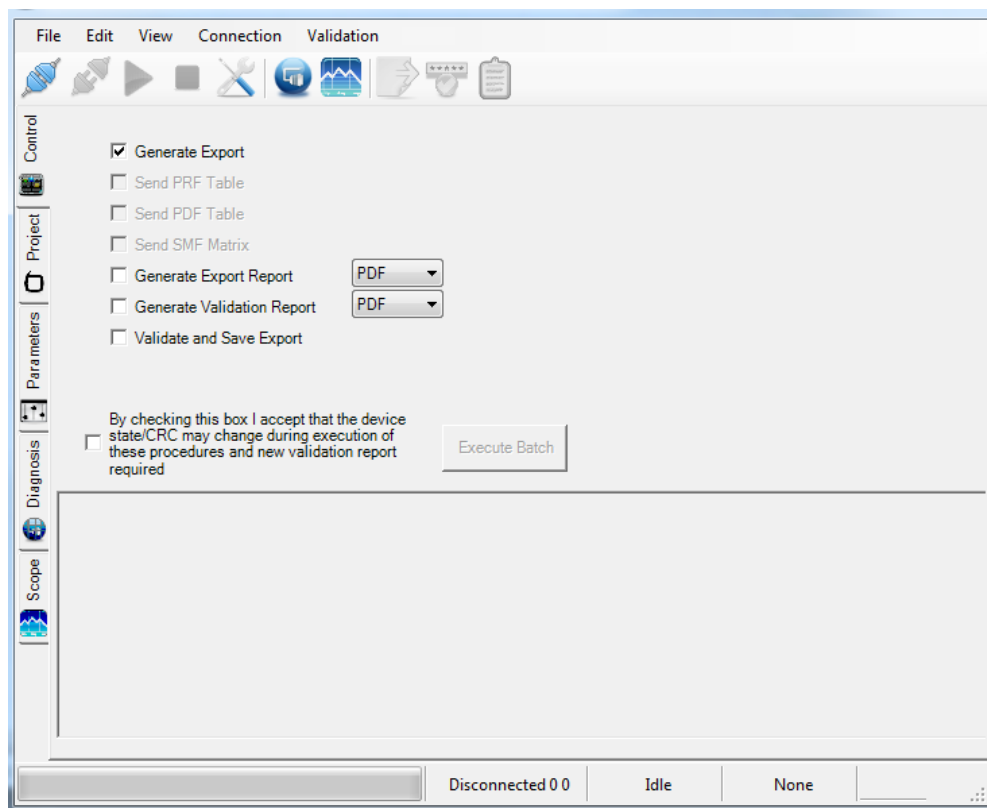 File Edit View Connection Validation
Control
Project
Parameters
Diagnosis
Scope
Generate Export
Send PRF Table
Send PDF Table
Send SMF Matrix
Generate Export Report PDF
Generate Validation Report PDF
Validate and Save Export
By checking this box I accept that the device
state/CRC may change during execution of
these procedures and new validation report
required
Execute Batch
Disconnected 0 0 Idle None